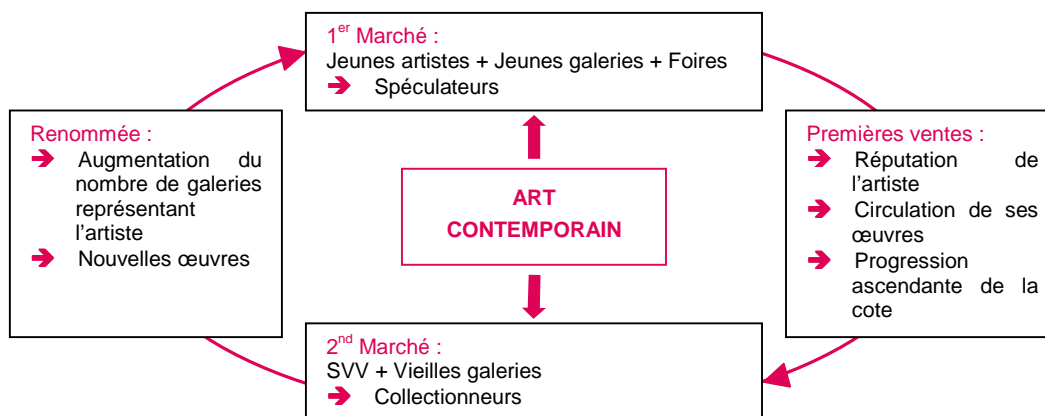 1er Marché :
Jeunes artistes + Jeunes galeries + Foires
➔ Spéculateurs
Renommée :
➔ Augmentation du
nombre de galeries
représentant
l'artiste
➔ Nouvelles œuvres
ART
CONTEMPORAIN
Premières ventes :
➔ Réputation de
l'artiste
➔ Circulation de ses
œuvres
➔ Progression
ascendante de la
cote
2nd Marché :
SVV + Vieilles galeries
➔ Collectionneurs